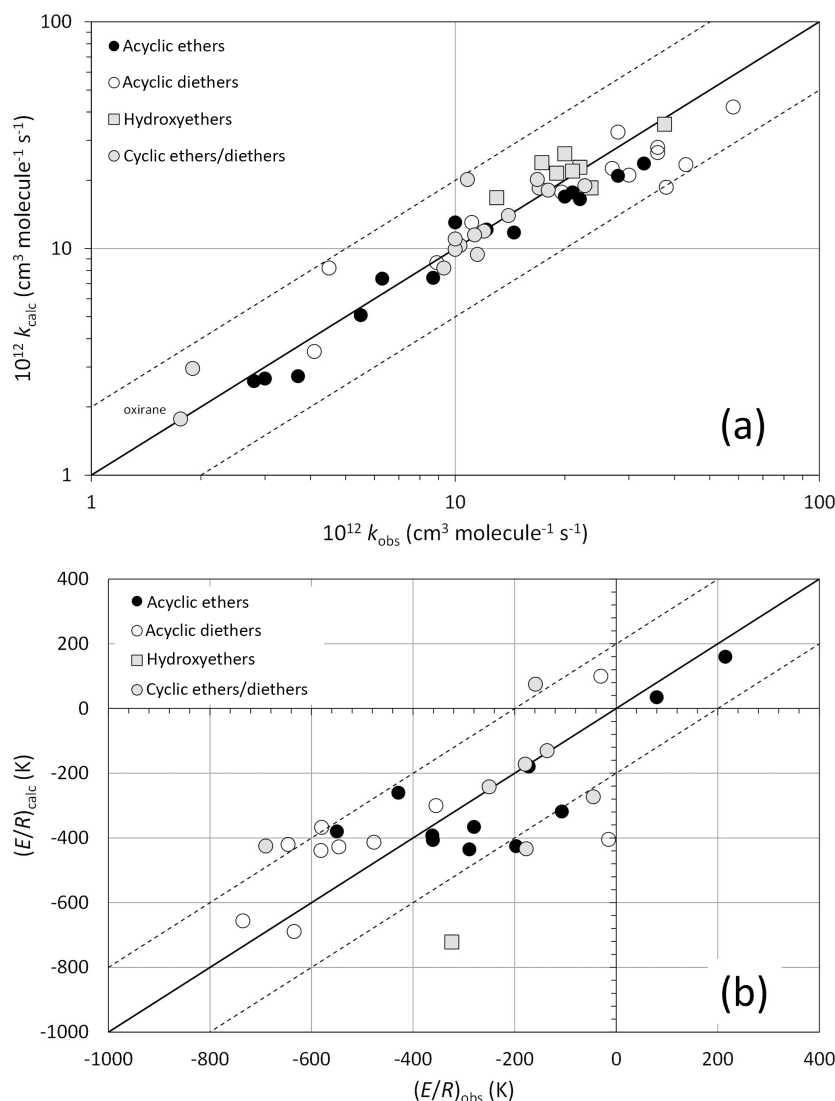 100
Acyclic ethers
Acyclic diethers
Hydroxyethers
Cyclic ethers/diethers
10¹² k_calc (cm³ molecule⁻¹ s⁻¹)
10
oxirane
(a)
1
1 10 100
10¹² k_obs (cm³ molecule⁻¹ s⁻¹)
400
Acyclic ethers
Acyclic diethers
Hydroxyethers
Cyclic ethers/diethers
200
0
-200
(E/R)_calc (K)
-400
-600
-800
(b)
-1000
-1000 -800 -600 -400 -200 0 200 400
(E/R)_obs (K)